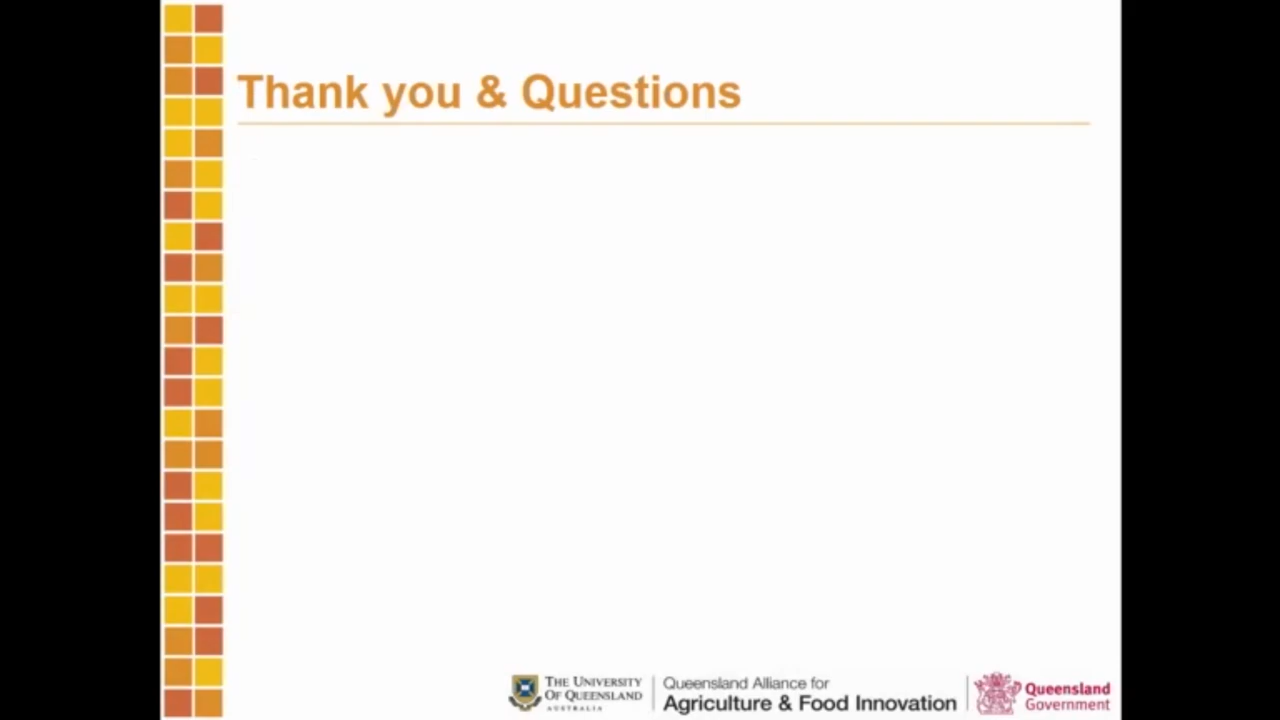 Thank you & Questions
THE UNIVERSITY
OF QUEENSLAND
AUSTRALIA
Queensland Alliance for
Agriculture & Food Innovation
Queensland
Government